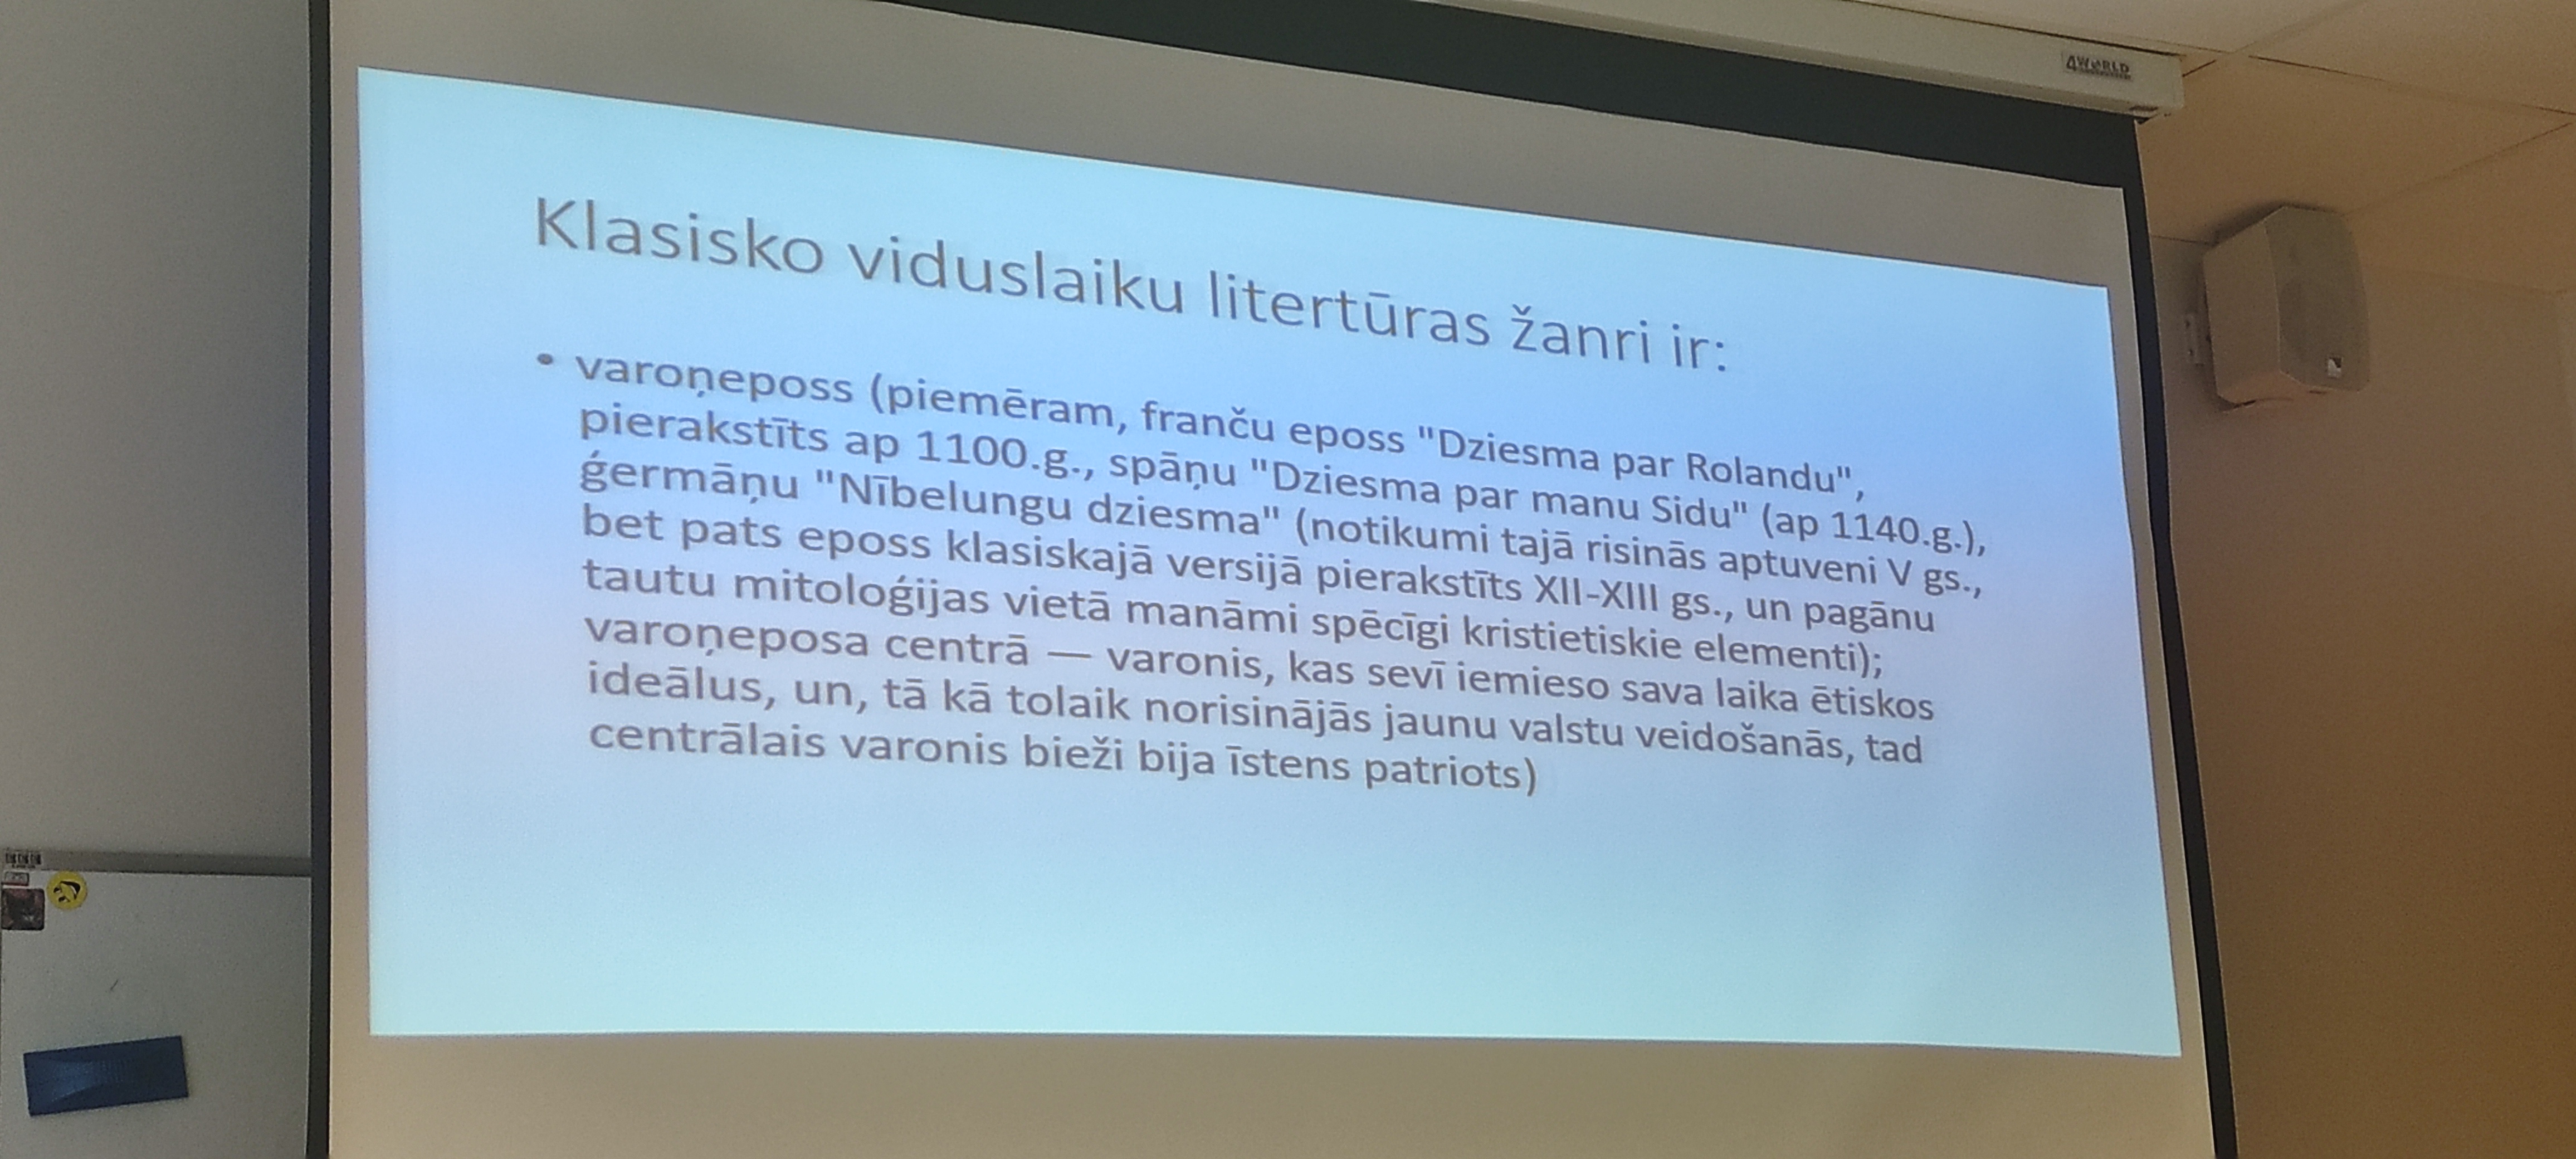 4WORLD
Klasisko viduslaiku litertūras žanri ir:
• varoņeposs (piemēram, franču eposs "Dziesma par Rolandu",
pierakstīts ap 1100.g., spāņu "Dziesma par manu Sidu" (ap 1140.g.),
ģermāņu "Nībelungu dziesma" (notikumi tajā risinās aptuveni V gs.,
bet pats eposs klasiskajā versijā pierakstīts XII-XIII gs., un pagānu
tautu mitoloģijas vietā manāmi spēcīgi kristietiskie elementi);
varoņeposa centrā — varonis, kas sevī iemieso sava laika ētiskos
ideālus, un, tā kā tolaik norisinājās jaunu valstu veidošanās, tad
centrālais varonis bieži bija īstens patriots)